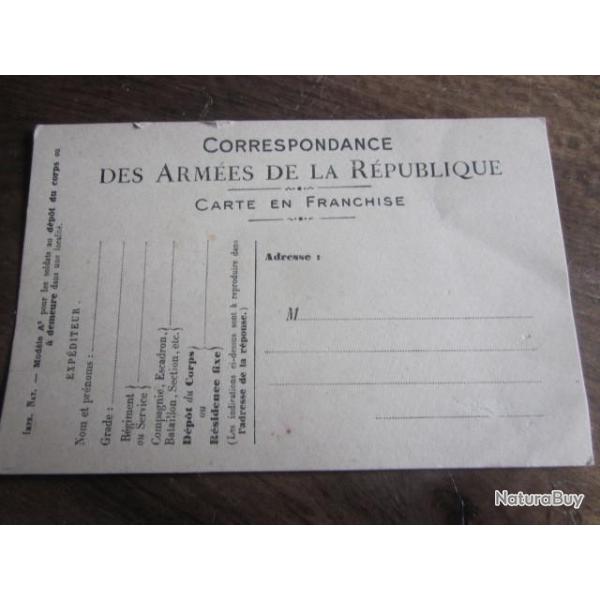 CORRESPONDANCE
DES ARMÉES DE LA RÉPUBLIQUE
CARTE EN FRANCHISE
Adresse :
M
IMPR. NAT. — Modèle A² pour les soldats au dépôt du corps ou
à demeure dans une localité.
EXPÉDITEUR.
Nom et prénoms :
Grade :
Régiment
ou Service
Compagnie, Escadron,
Bataillon, Section, etc.
Dépôt du Corps
ou
Résidence fixe
(Les indications ci-dessus sont à reproduire dans
l'adresse de la réponse.)
NaturaBuy